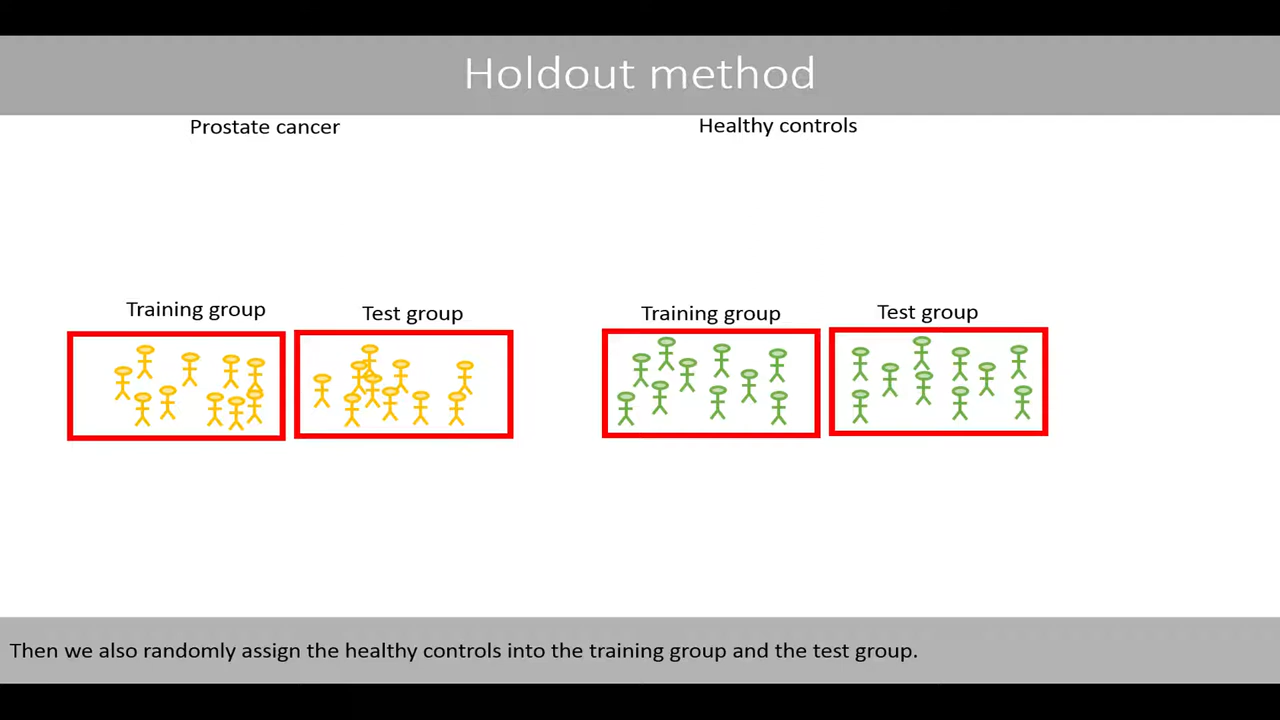 Holdout method
Prostate cancer
Healthy controls
Training group
Test group
Training group
Test group
Then we also randomly assign the healthy controls into the training group and the test group.